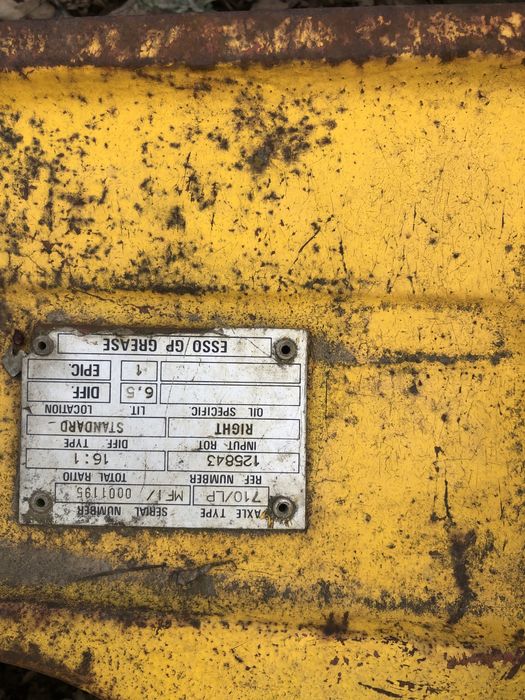 AXLE TYPE SERIAL NUMBER
710/LP MFI/ 0001195
REF. NUMBER TOTAL RATIO
125843 16.1
INPUT ROT DIFF TYPE
RIGHT STANDARD
OIL SPECIFIC LIT. LOCATION
6,5 DIFF.
1 EPIC.
ESSO GP GREASE